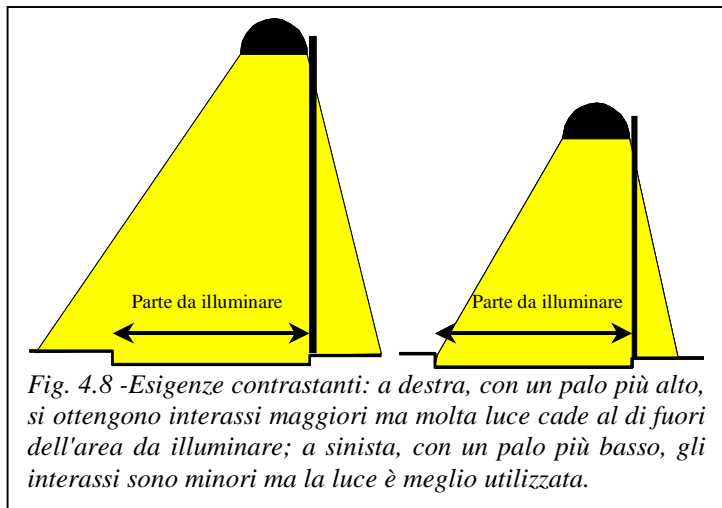 Parte da illuminare
Parte da illuminare
Fig. 4.8 -Esigenze contrastanti: a destra, con un palo più alto,
si ottengono interassi maggiori ma molta luce cade al di fuori
dell'area da illuminare; a sinista, con un palo più basso, gli
interassi sono minori ma la luce è meglio utilizzata.